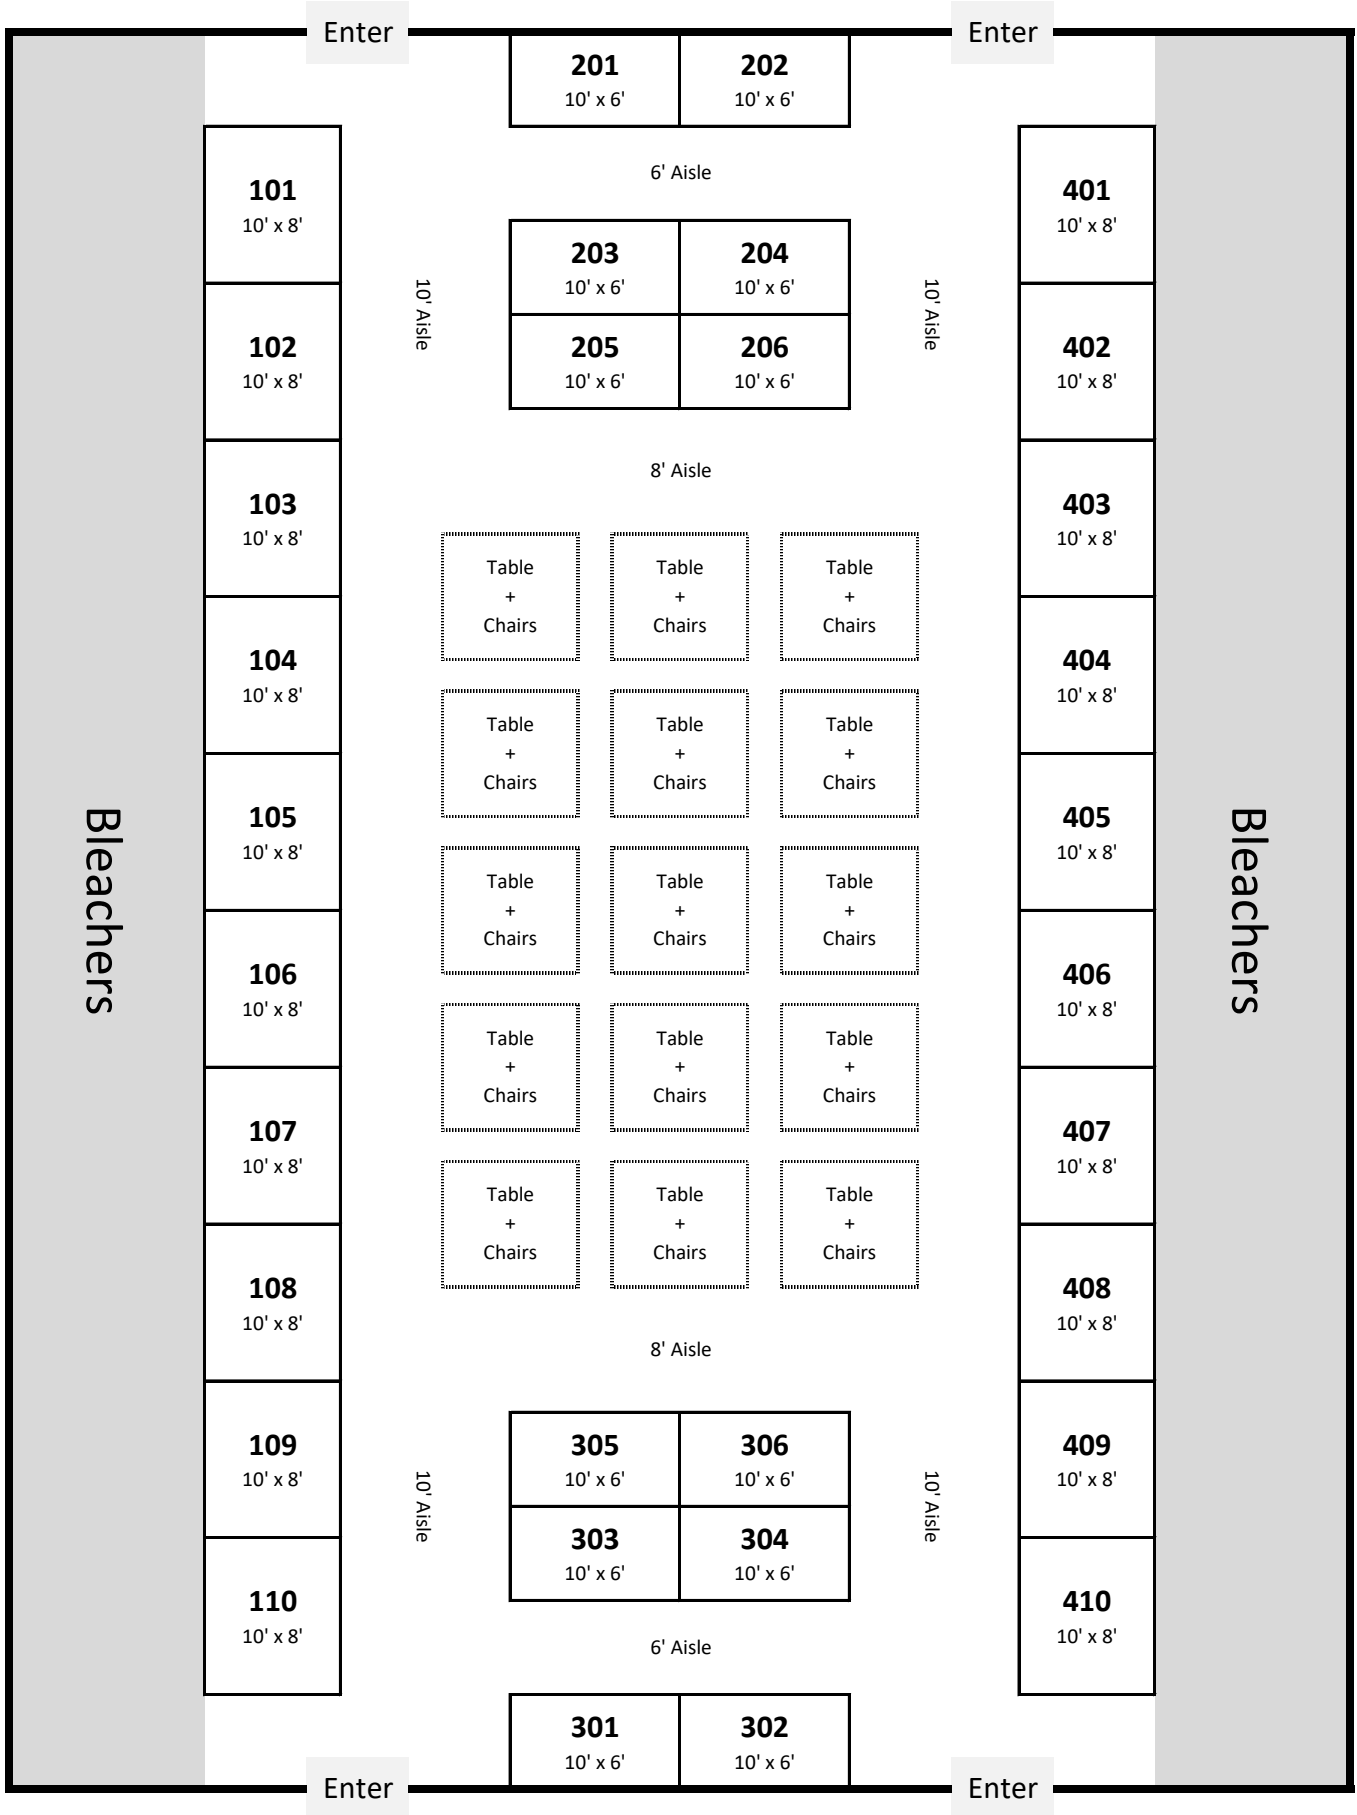 Enter
Enter
201
10' x 6'
202
10' x 6'
6' Aisle
101
10' x 8'
401
10' x 8'
203
10' x 6'
204
10' x 6'
10' Aisle
10' Aisle
205
10' x 6'
206
10' x 6'
102
10' x 8'
402
10' x 8'
8' Aisle
103
10' x 8'
403
10' x 8'
Table
+
Chairs
Table
+
Chairs
Table
+
Chairs
104
10' x 8'
404
10' x 8'
Table
+
Chairs
Table
+
Chairs
Table
+
Chairs
105
10' x 8'
405
10' x 8'
Bleachers
Bleachers
Table
+
Chairs
Table
+
Chairs
Table
+
Chairs
106
10' x 8'
406
10' x 8'
Table
+
Chairs
Table
+
Chairs
Table
+
Chairs
107
10' x 8'
407
10' x 8'
Table
+
Chairs
Table
+
Chairs
Table
+
Chairs
108
10' x 8'
408
10' x 8'
8' Aisle
109
10' x 8'
409
10' x 8'
305
10' x 6'
306
10' x 6'
10' Aisle
10' Aisle
303
10' x 6'
304
10' x 6'
110
10' x 8'
410
10' x 8'
6' Aisle
301
10' x 6'
302
10' x 6'
Enter
Enter